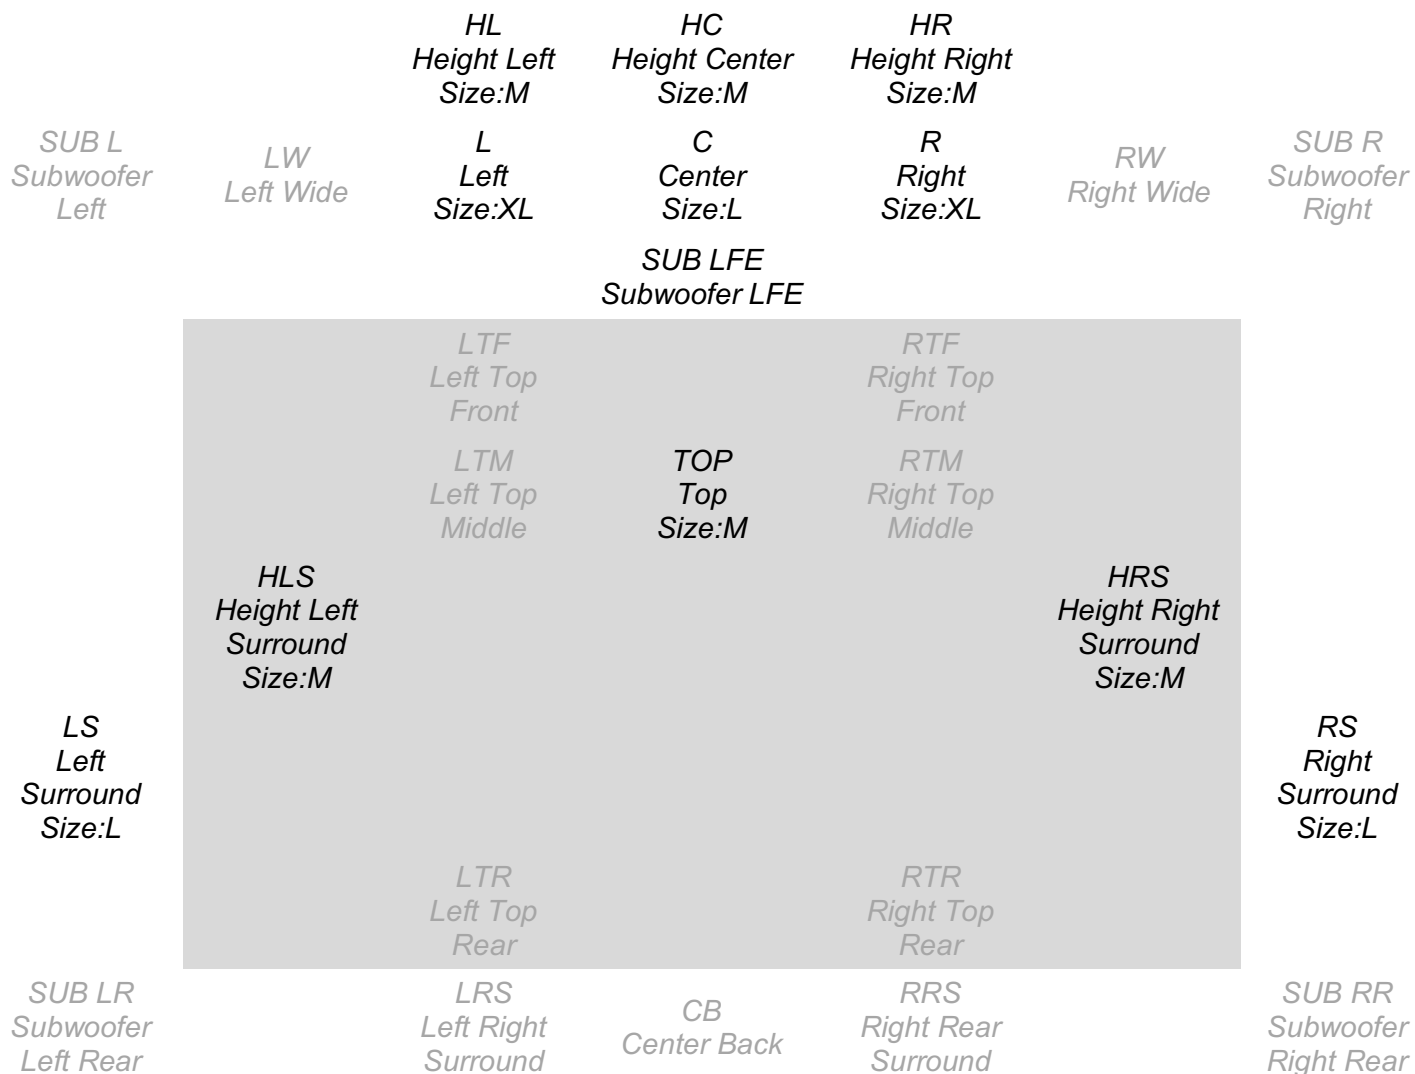 HL
Height Left
Size:M
HC
Height Center
Size:M
HR
Height Right
Size:M
SUB L
Subwoofer
Left
LW
Left Wide
L
Left
Size:XL
C
Center
Size:L
R
Right
Size:XL
RW
Right Wide
SUB R
Subwoofer
Right
SUB LFE
Subwoofer LFE
LTF
Left Top
Front
RTF
Right Top
Front
LTM
Left Top
Middle
TOP
Top
Size:M
RTM
Right Top
Middle
HLS
Height Left
Surround
Size:M
HRS
Height Right
Surround
Size:M
LS
Left
Surround
Size:L
RS
Right
Surround
Size:L
LTR
Left Top
Rear
RTR
Right Top
Rear
SUB LR
Subwoofer
Left Rear
LRS
Left Right
Surround
CB
Center Back
RRS
Right Rear
Surround
SUB RR
Subwoofer
Right Rear